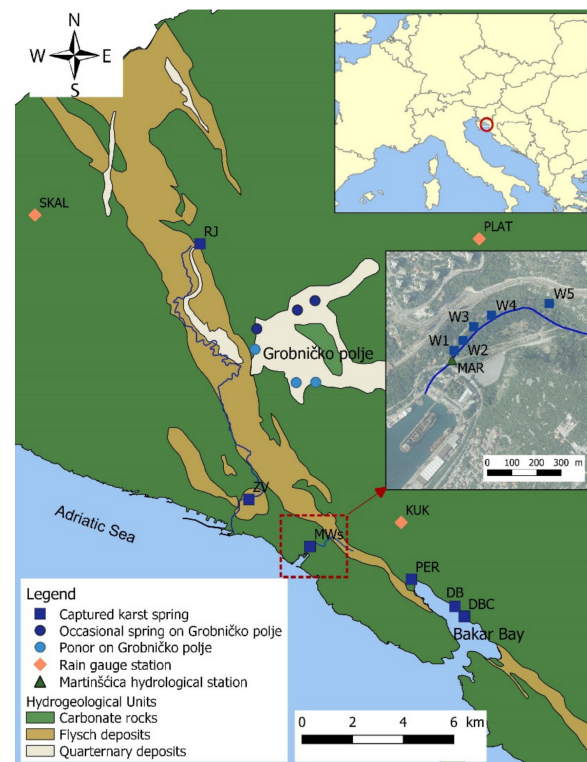 N
W E
S
SKAL
RJ
PLAT
W5
W4
W3
W1
W2
MAR
0 100 200 300 m
Grobničko polje
ZV
Adriatic Sea
MWs
KUK
PER
DB
DBC
Bakar Bay
Legend
Captured karst spring
Occasional spring on Grobničko polje
Ponor on Grobničko polje
Rain gauge station
Martinšćica hydrological station
Hydrogeological Units
Carbonate rocks
Flysch deposits
Quarternary deposits
0 2 4 6 km